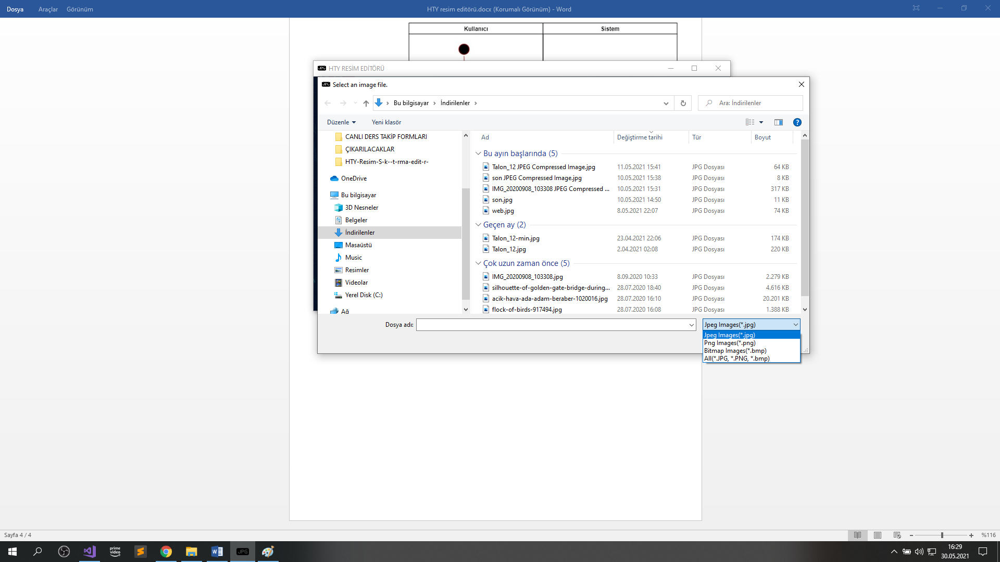 Dosya Araçlar Görünüm HTY resim editörü.docx (Korumalı Görünüm) - Word
Kullanıcı Sistem
HTY RESİM EDİTÖRÜ
Select an image file.
Bu bilgisayar İndirilenler Ara: İndirilenler
Düzenle Yeni klasör
CANLI DERS TAKİP FORMLARI
ÇIKARILACAKLAR
HTY-Resim-S-k--t-rma-edit-r-
OneDrive
Bu bilgisayar
3D Nesneler
Belgeler
İndirilenler
Masaüstü
Music
Resimler
Videolar
Yerel Disk (C:)
Ağ
Ad Değiştirme tarihi Tür Boyut
Bu ayın başlarında (5)
Talon_12 JPEG Compressed Image.jpg 11.05.2021 15:41 JPG Dosyası 64 KB
son JPEG Compressed Image.jpg 10.05.2021 15:38 JPG Dosyası 8 KB
IMG_20200908_103308 JPEG Compressed ... 10.05.2021 15:31 JPG Dosyası 317 KB
son.jpg 10.05.2021 14:50 JPG Dosyası 11 KB
web.jpg 8.05.2021 22:07 JPG Dosyası 74 KB
Geçen ay (2)
Talon_12-min.jpg 23.04.2021 22:06 JPG Dosyası 174 KB
Talon_12.jpg 2.04.2021 02:08 JPG Dosyası 220 KB
Çok uzun zaman önce (5)
IMG_20200908_103308.jpg 8.09.2020 10:33 JPG Dosyası 2.279 KB
silhouette-of-golden-gate-bridge-during... 28.07.2020 18:40 JPG Dosyası 4.616 KB
acik-hava-ada-adam-beraber-1020016.jpg 28.07.2020 16:10 JPG Dosyası 20.201 KB
flock-of-birds-917494.jpg 28.07.2020 16:08 JPG Dosyası 1.388 KB
Dosya adı: Jpeg Images(*.jpg)
Jpeg Images(*.jpg)
Png Images(*.png)
Bitmap Images(*.bmp)
All(*.JPG, *.PNG, *.bmp)
Sayfa 4 / 4 %116
prime video JPG 16:29
30.05.2021